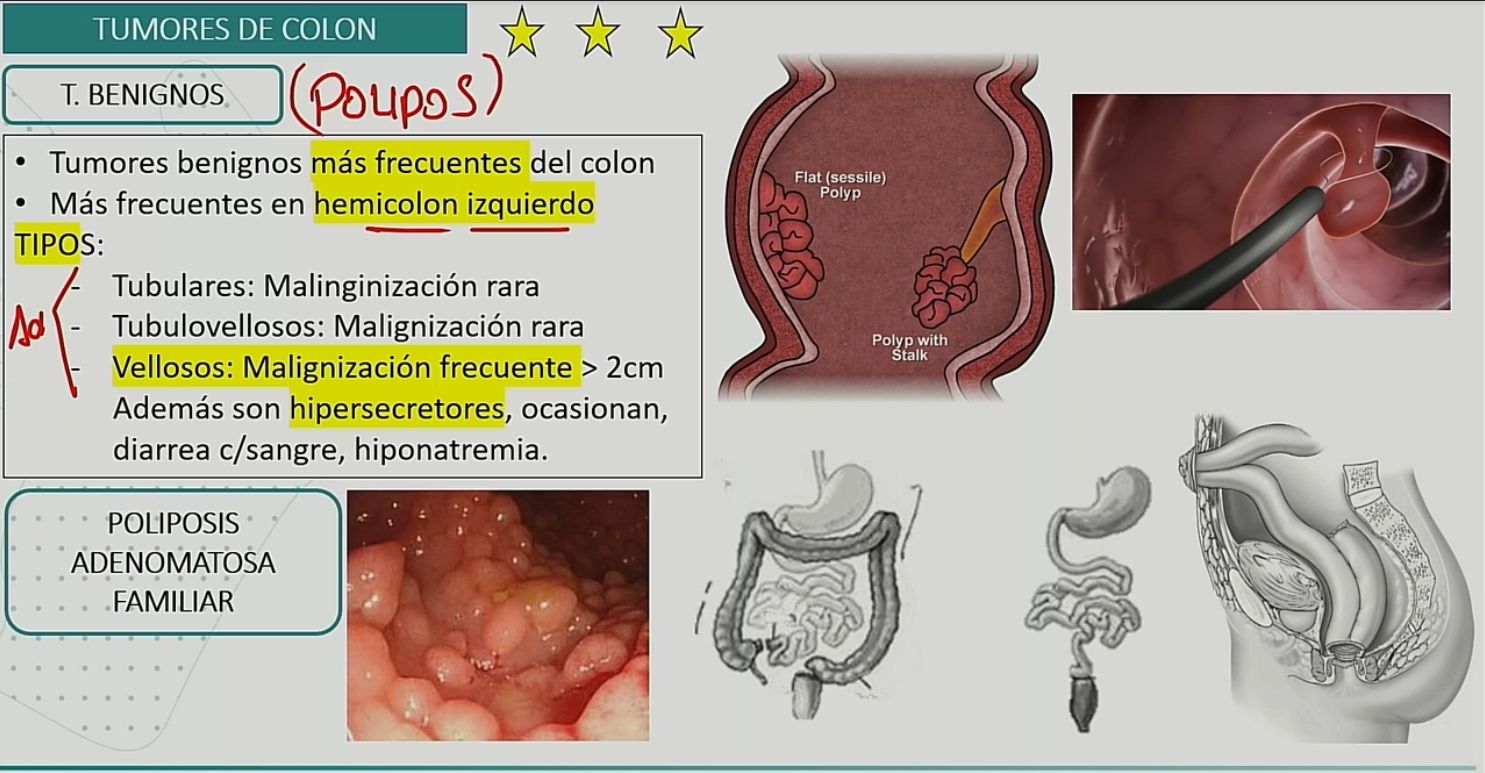 TUMORES DE COLON
T. BENIGNOS
(POLIPOS)
• Tumores benignos más frecuentes del colon
• Más frecuentes en hemicolon izquierdo
TIPOS:
Ad
- Tubulares: Malinginización rara
- Tubulovellosos: Malignización rara
- Vellosos: Malignización frecuente > 2cm
Además son hipersecretores, ocasionan,
diarrea c/sangre, hiponatremia.
Flat (sessile)
Polyp
Polyp with
Stalk
POLIPOSIS
ADENOMATOSA
FAMILIAR